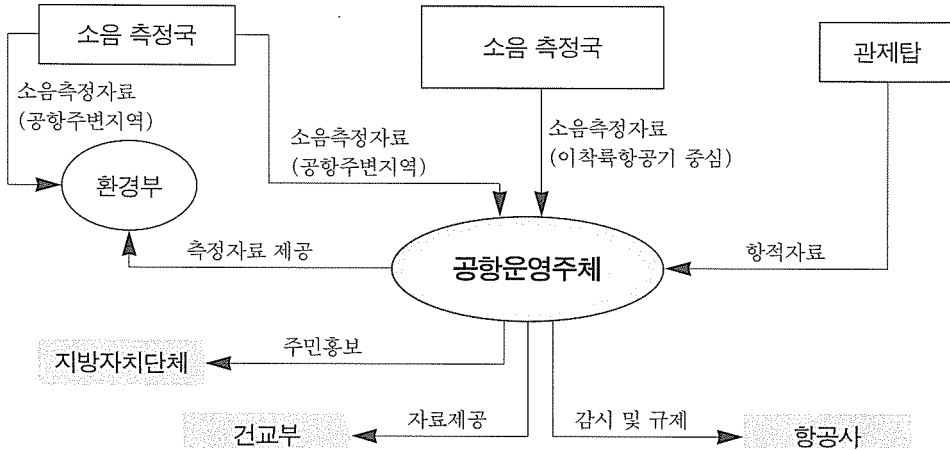 소음 측정국
소음 측정국
관제탑
소음측정자료
(공항주변지역)
소음측정자료
(공항주변지역)
소음측정자료
(이착륙항공기 중심)
환경부
측정자료 제공
공항운영주체
항적자료
지방자치단체
주민홍보
건교부
자료제공
감시 및 규제
항공사